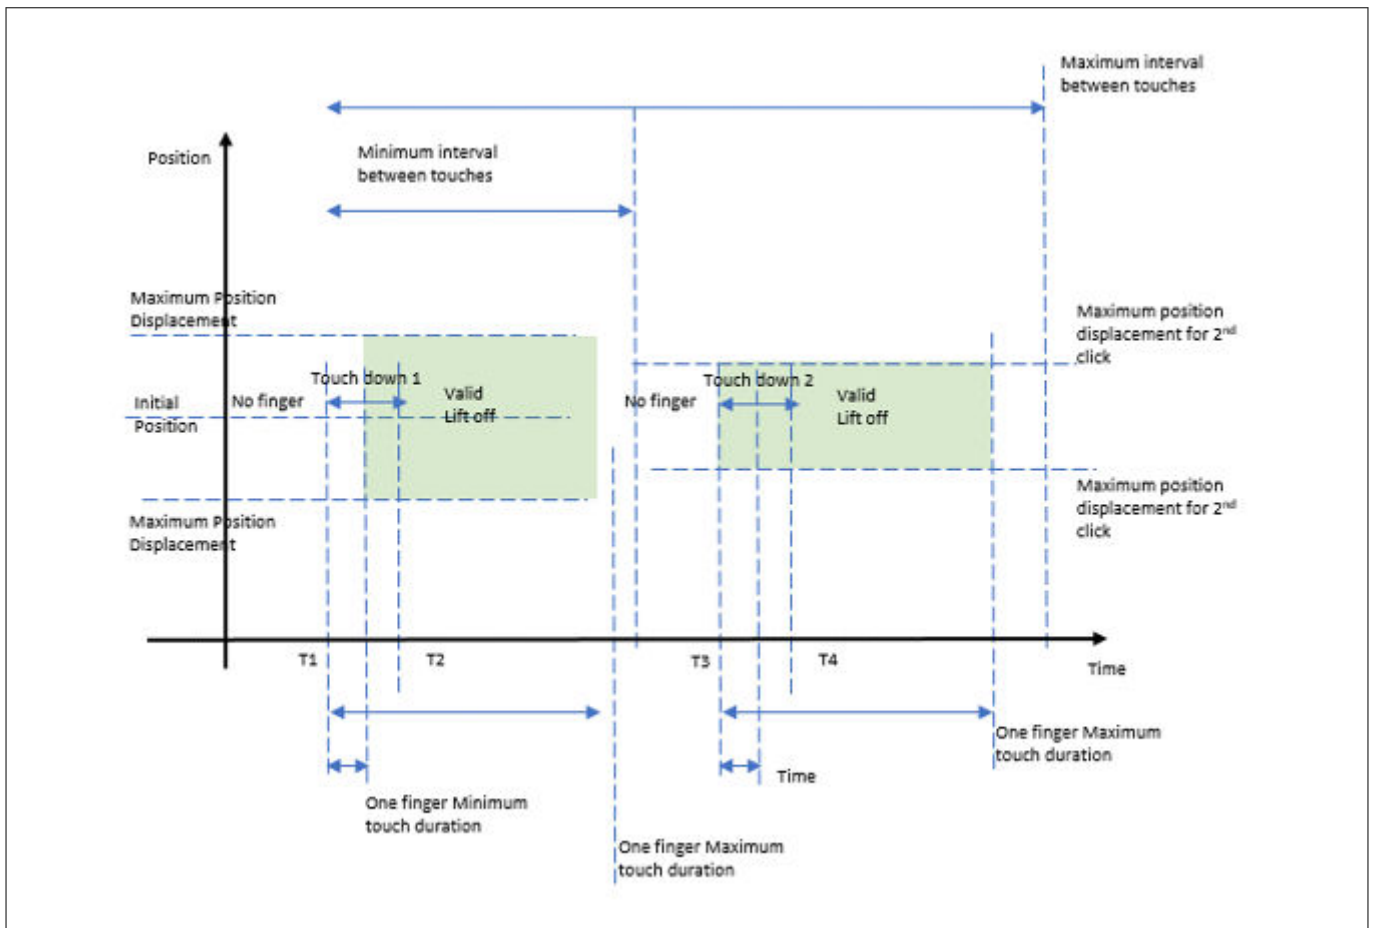 Maximum interval
between touches
Position
Minimum interval
between touches
Maximum Position
Displacement
Maximum position
displacement for 2nd
click
Touch down 1
Touch down 2
Initial
Position
No finger
Valid
Lift off
No finger
Valid
Lift off
Maximum Position
Displacement
Maximum position
displacement for 2nd
click
T1
T2
T3
T4
Time
One finger Maximum
touch duration
Time
One finger Minimum
touch duration
One finger Maximum
touch duration